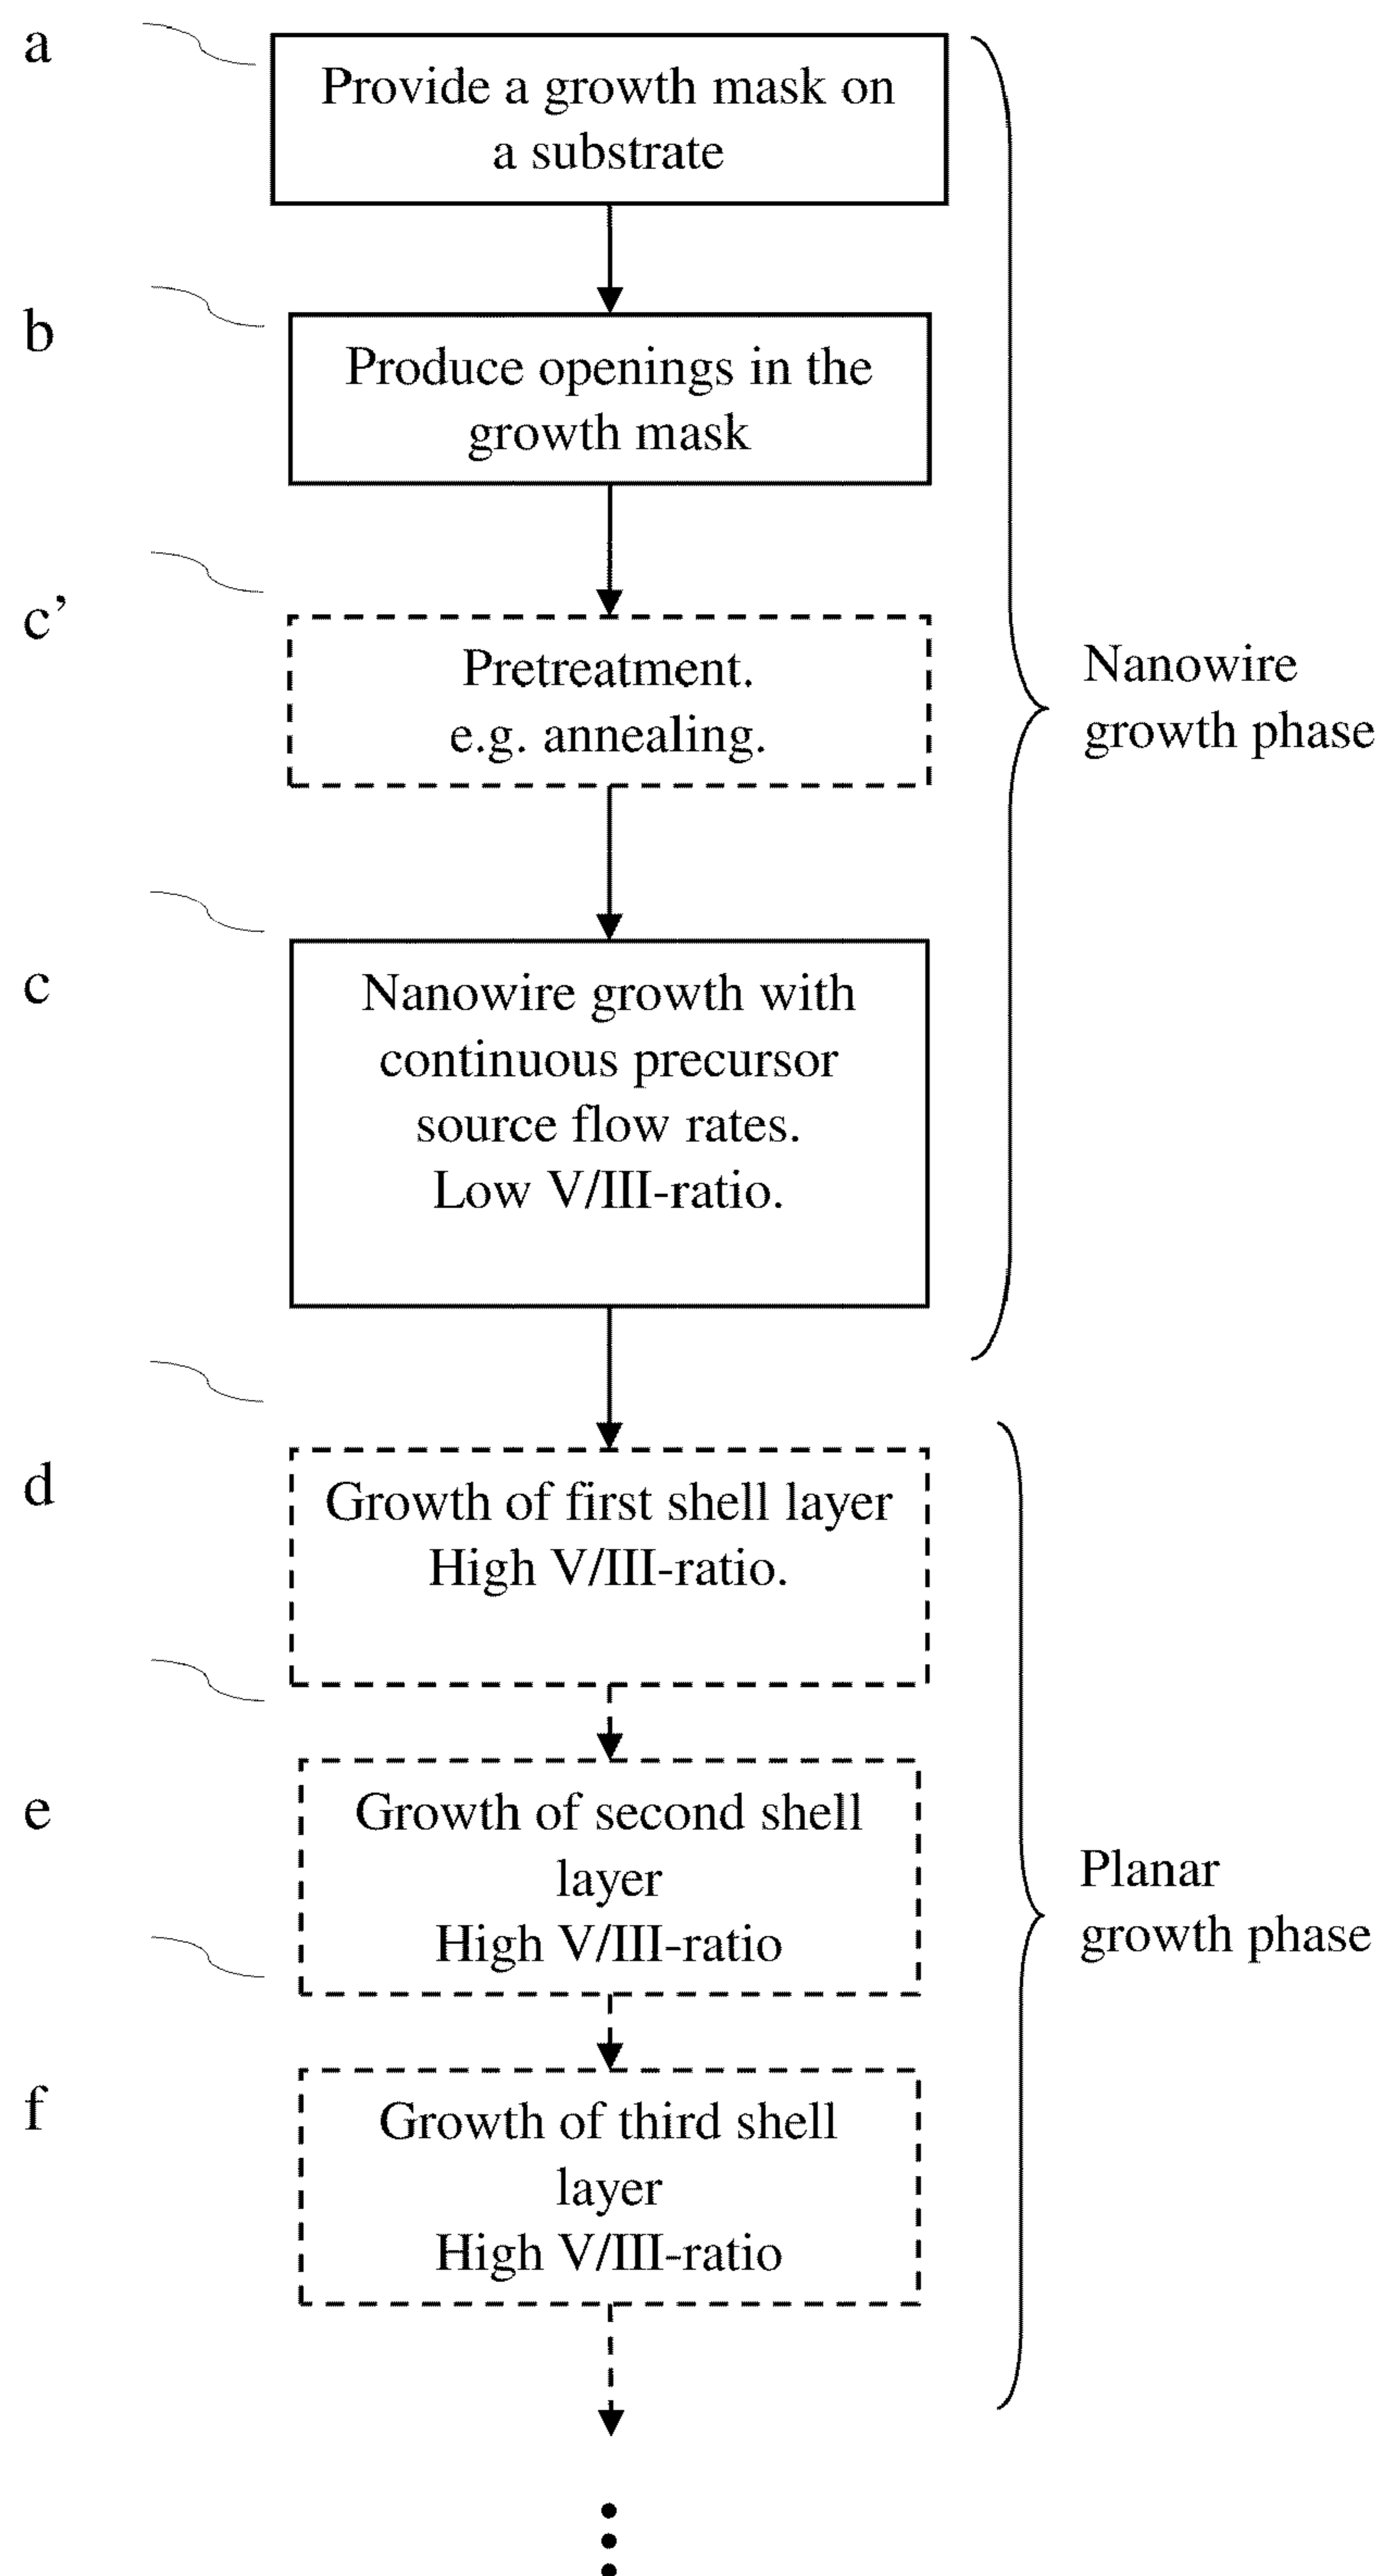 a
Provide a growth mask on
a substrate
b
Produce openings in the
growth mask
c’
Pretreatment.
e.g. annealing.
Nanowire
growth phase
c
Nanowire growth with
continuous precursor
source flow rates.
Low V/III-ratio.
d
Growth of first shell layer
High V/III-ratio.
e
Growth of second shell
layer
High V/III-ratio
Planar
growth phase
f
Growth of third shell
layer
High V/III-ratio